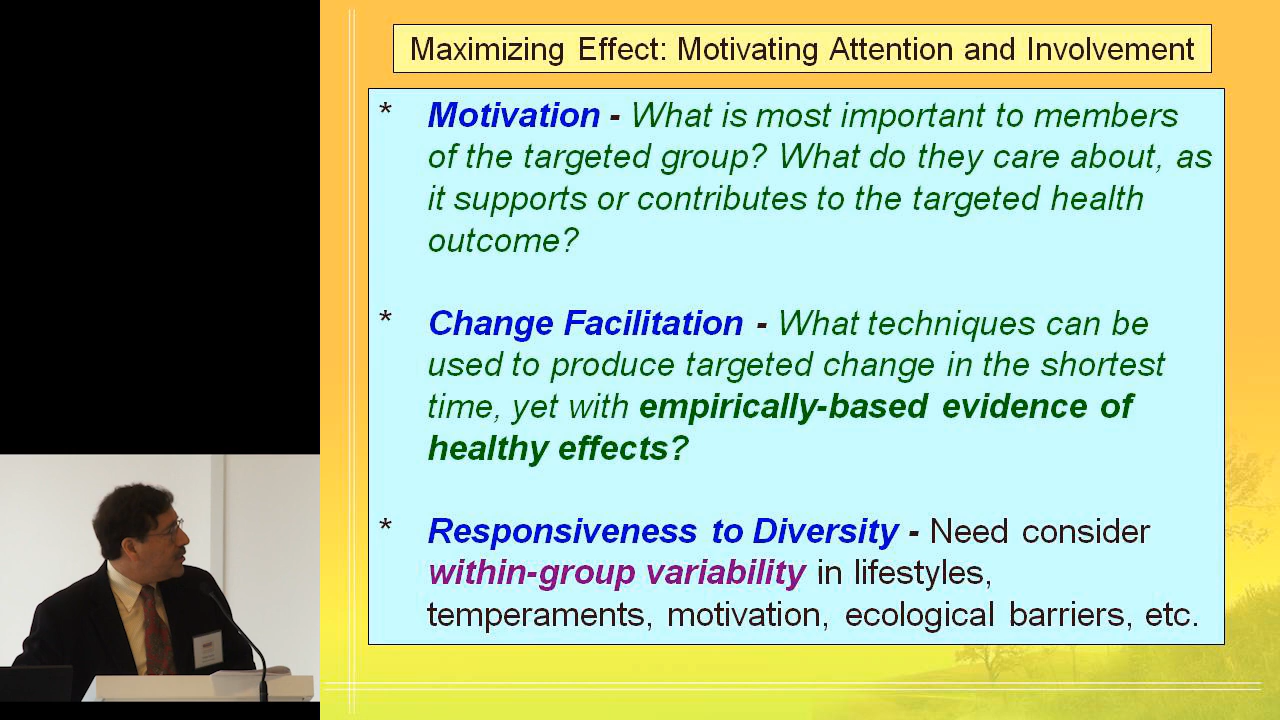 Maximizing Effect: Motivating Attention and Involvement
* Motivation - What is most important to members
of the targeted group? What do they care about, as
it supports or contributes to the targeted health
outcome?
* Change Facilitation - What techniques can be
used to produce targeted change in the shortest
time, yet with empirically-based evidence of
healthy effects?
* Responsiveness to Diversity - Need consider
within-group variability in lifestyles,
temperaments, motivation, ecological barriers, etc.